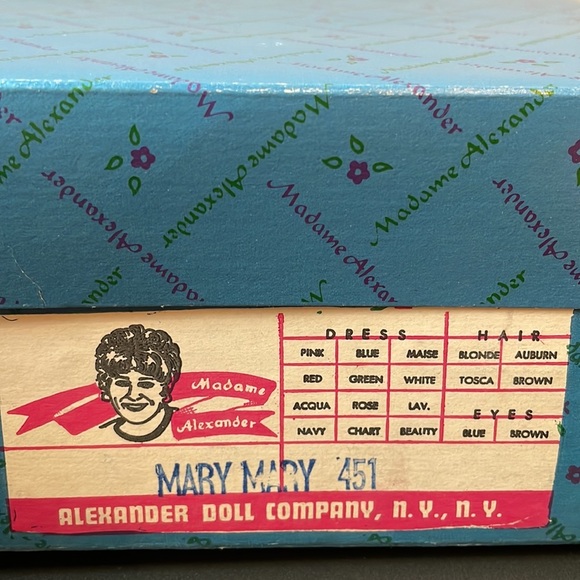 Madame Alexander
Madame Alexander
Madame Alexander
Madame Alexander
Madame
Alexander
DRESS HAIR
PINK BLUE MAISE BLONDE AUBURN
RED GREEN WHITE TOSCA BROWN
ACQUA ROSE LAV. EYES
NAVY CHART BEAUTY BLUE BROWN
MARY MARY 451
ALEXANDER DOLL COMPANY, N. Y., N. Y.